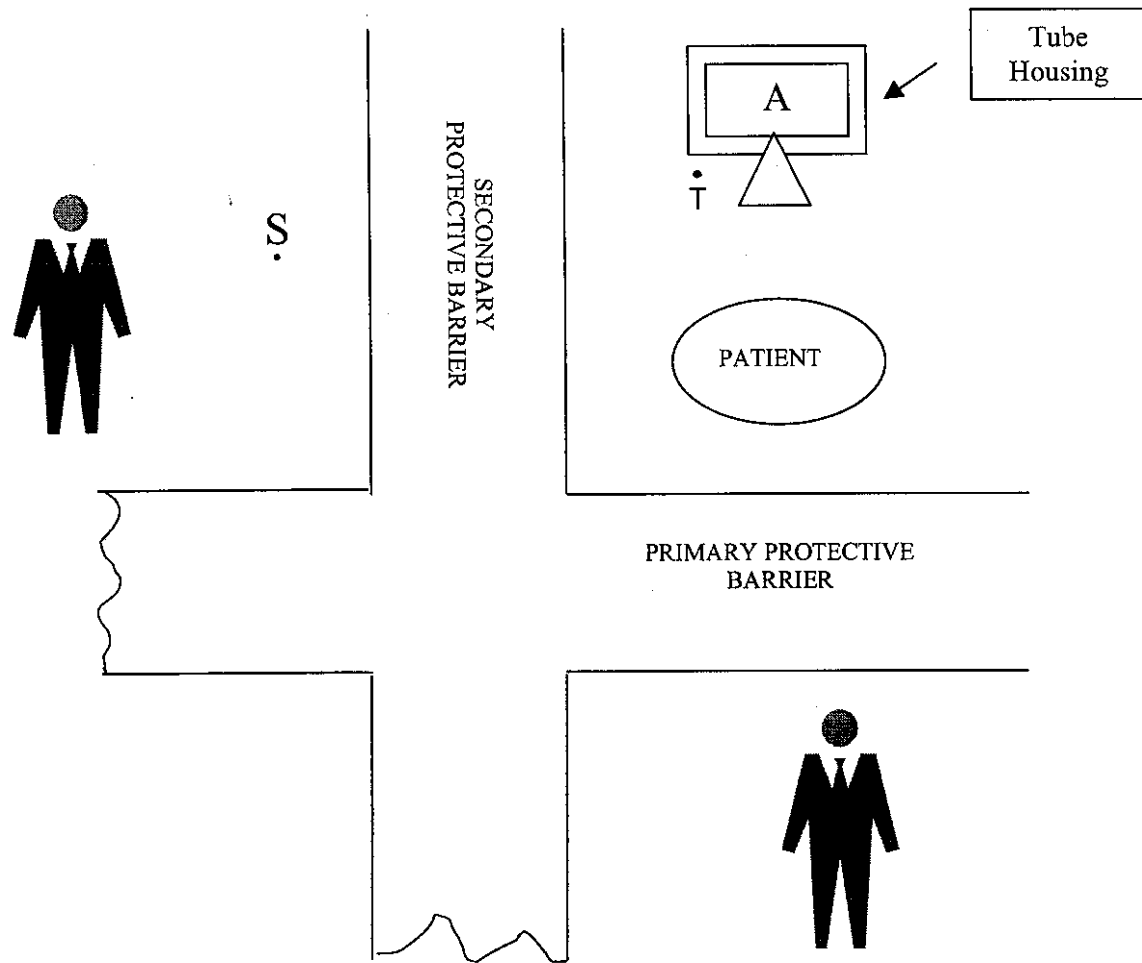 Tube
Housing
A
T
S
SECONDARY
PROTECTIVE BARRIER
PATIENT
PRIMARY PROTECTIVE
BARRIER